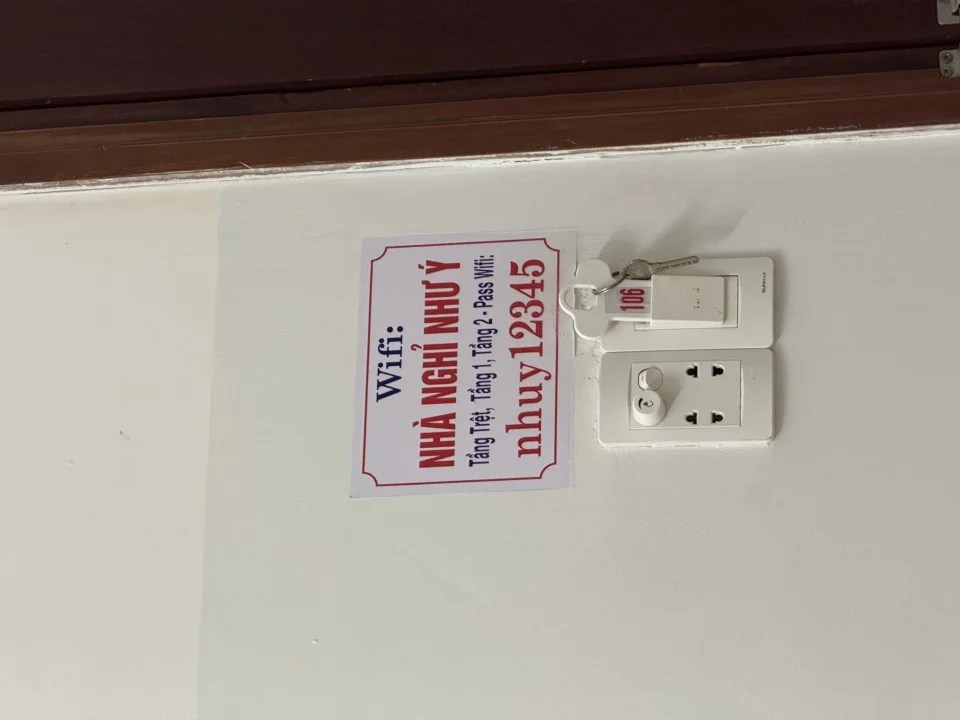 Wifi:
NHÀ NGHỈ NHƯ Ý
Tầng Trệt, Tầng 1, Tầng 2 - Pass Wifi:
nhuy12345
106